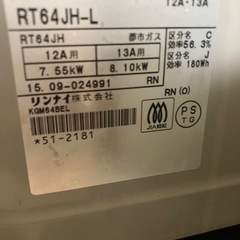 12A・13A
RT64JH-L
RT64JH 都市ガス
12A用 13A用
7.55kW 8.10kW
区分名 C
効率56.3%
区分名 J
効率 180Wh
15.09-024991 RN
リンナイ株式会社
RN (O)
KGM64BEL
*51-2181
JIA
PS
TG